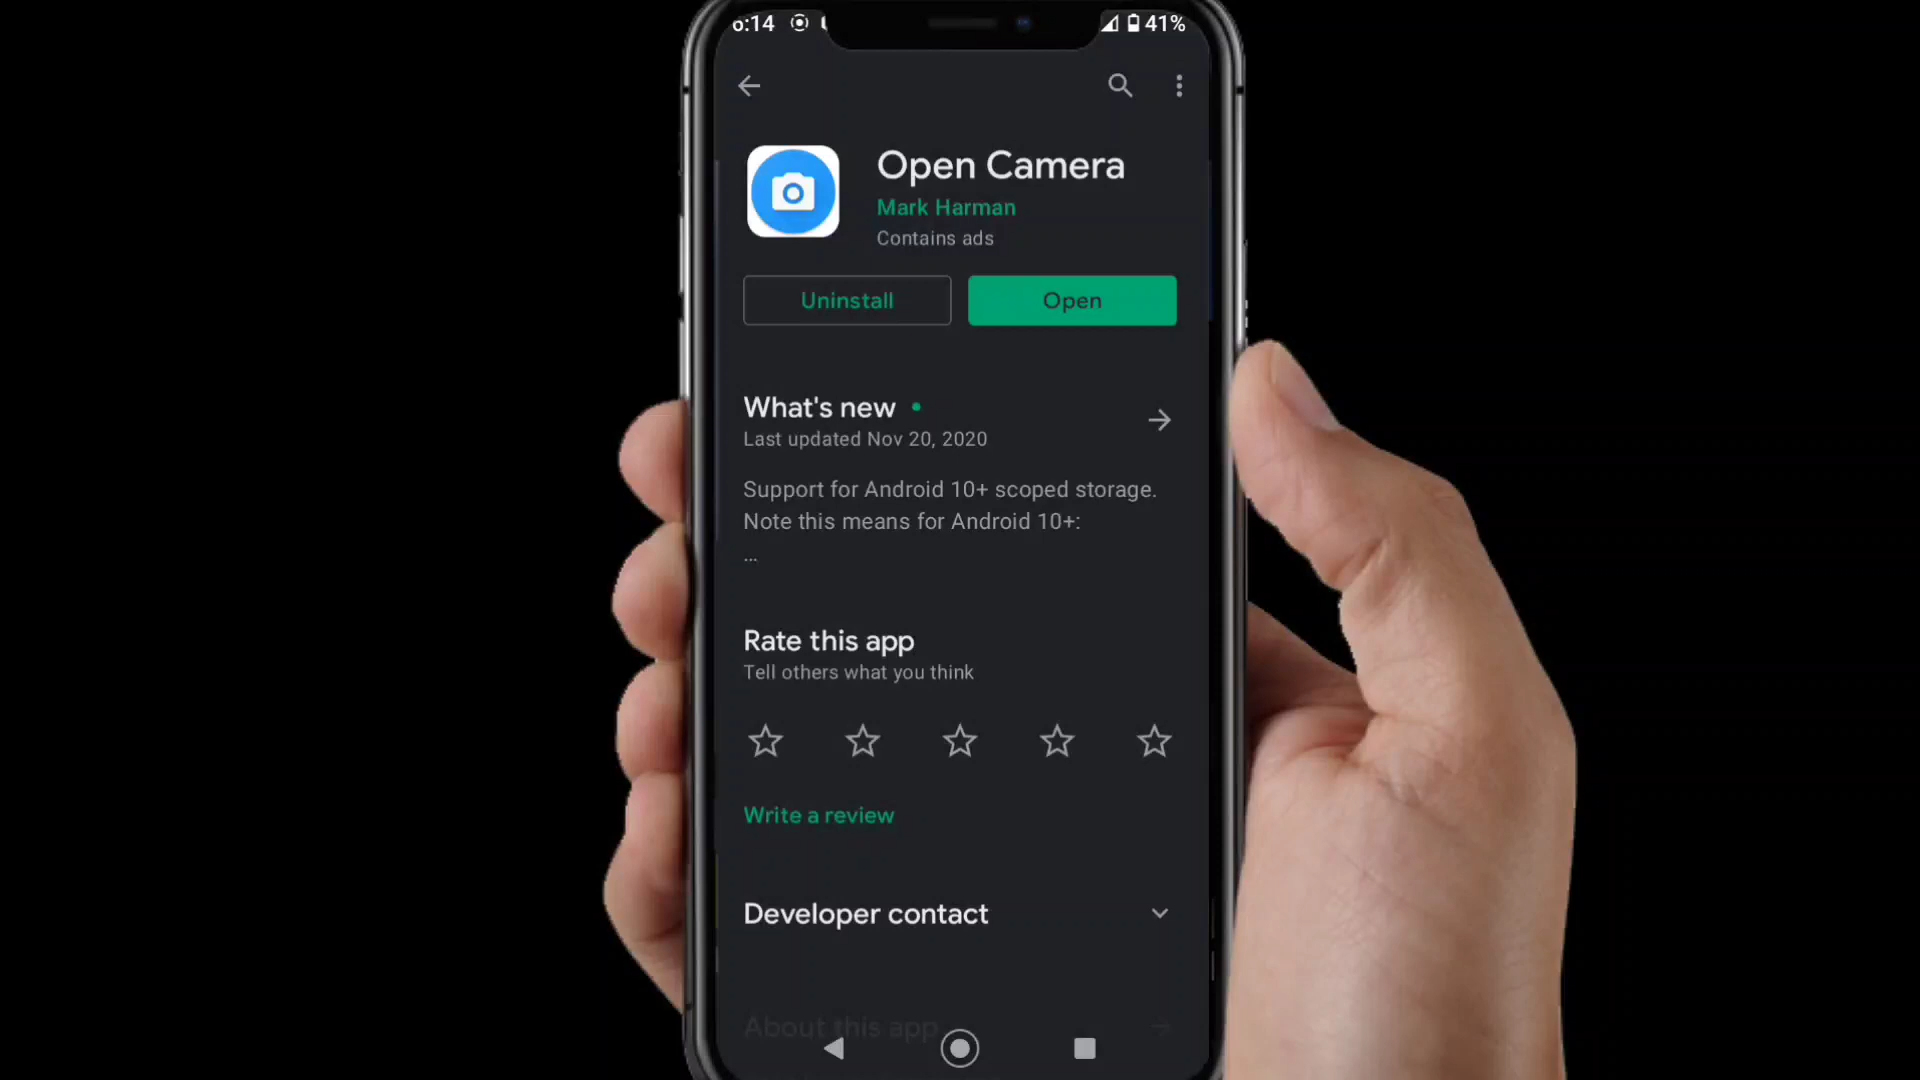 6:14
41%
Open Camera
Mark Harman
Contains ads
Uninstall
Open
What's new
Last updated Nov 20, 2020
Support for Android 10+ scoped storage.
Note this means for Android 10+:
...
Rate this app
Tell others what you think
Write a review
Developer contact
About this app